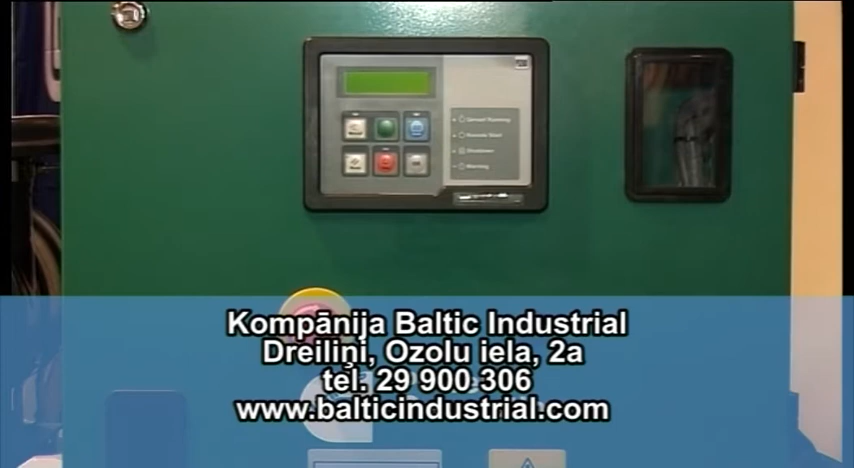 Kompānija Baltic Industrial
Dreiliņi, Ozolu iela, 2a
tel. 29 900 306
www.balticindustrial.com